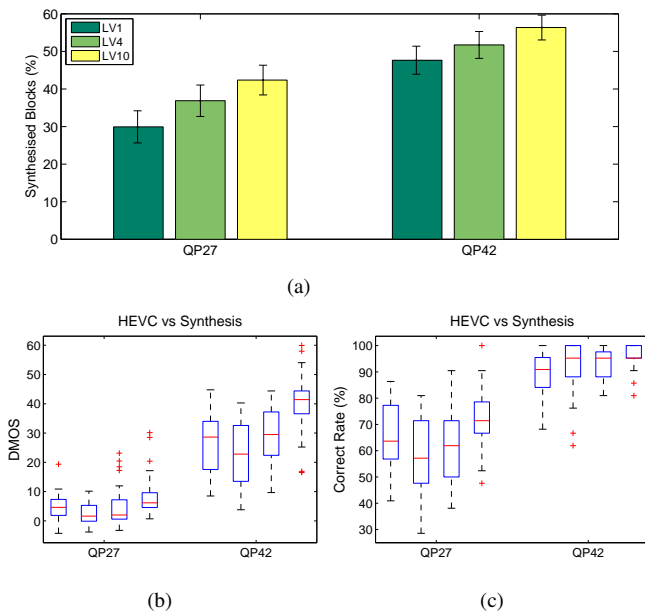 60
50
40
30
20
10
0
Synthesised Blocks (%)
LV1
LV4
LV10
QP27 QP42
(a)
HEVC vs Synthesis
60
50
40
30
20
10
0
DMOS
QP27 QP42
(b)
HEVC vs Synthesis
100
90
80
70
60
50
40
30
Correct Rate (%)
QP27 QP42
(c)